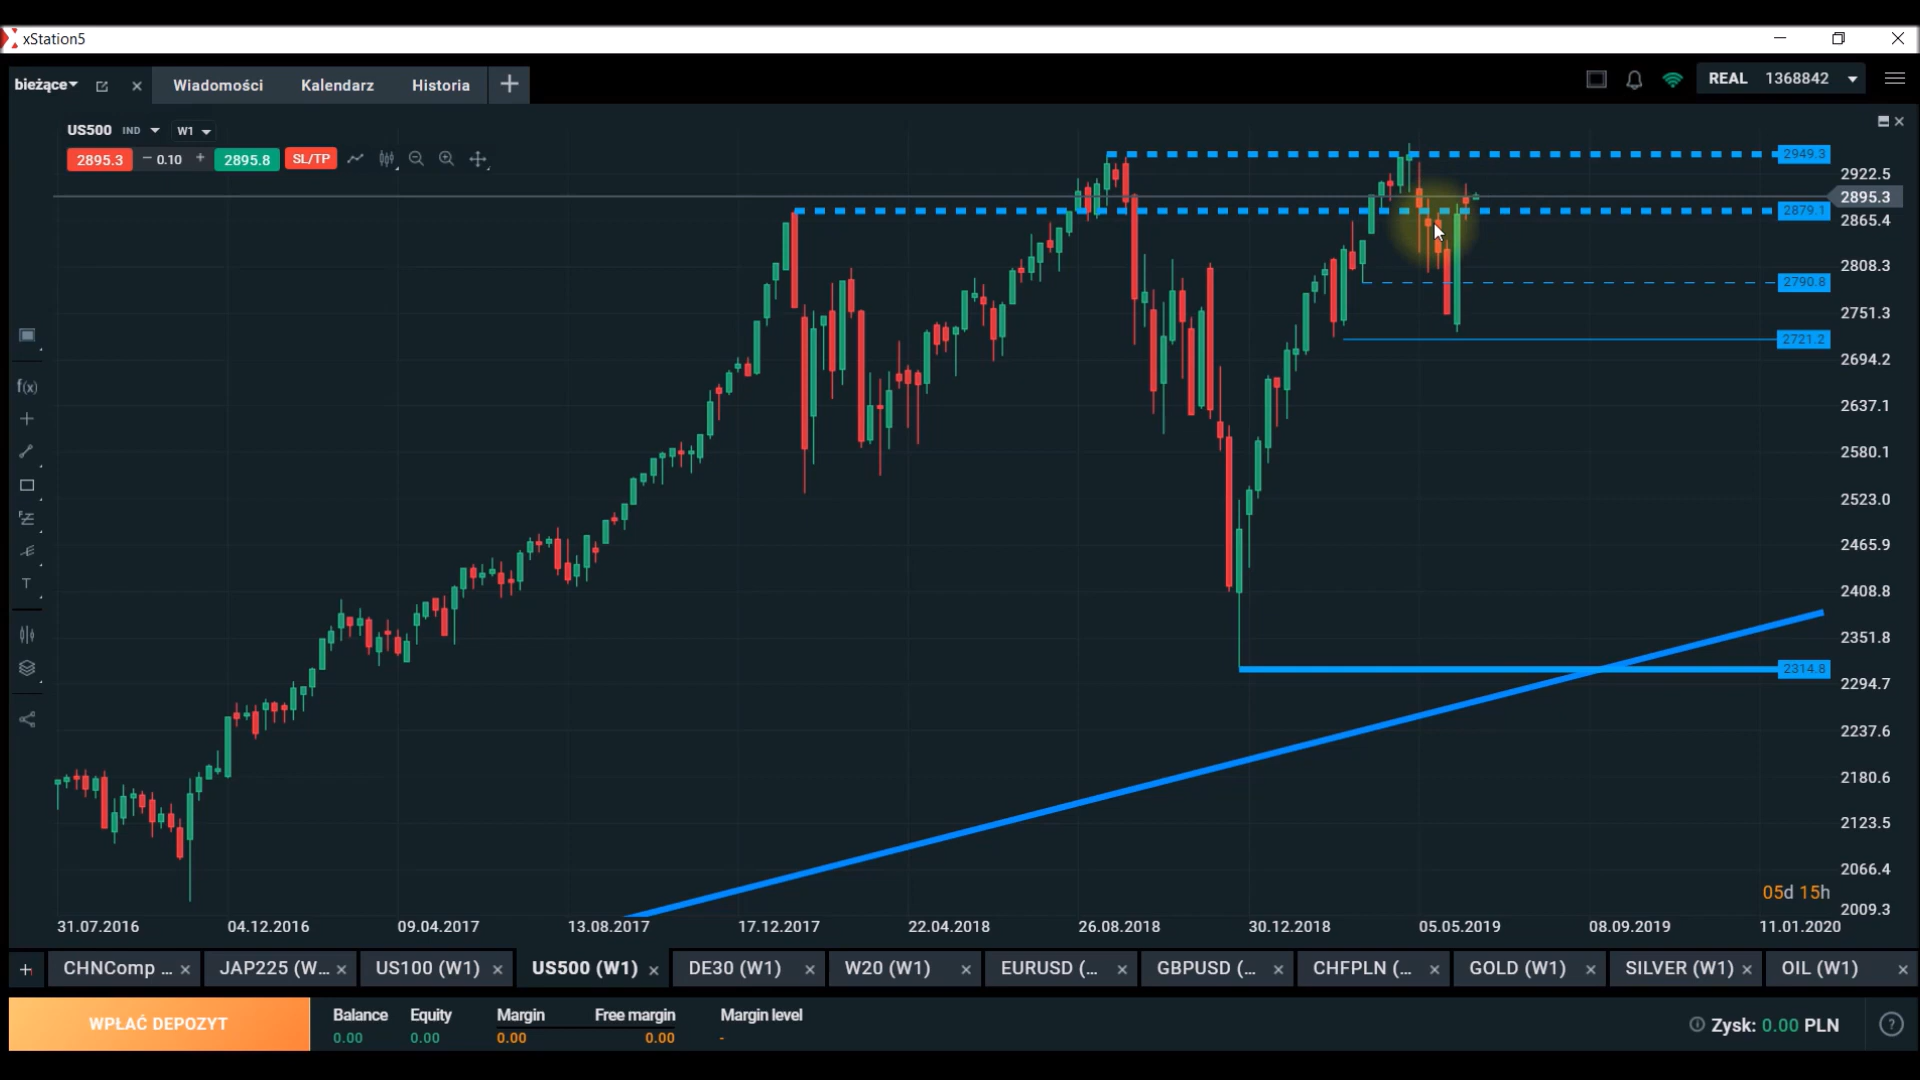 xStation5
bieżące
Wiadomości
Kalendarz
Historia
REAL 1368842
US500 IND W1
2895.3
0.10
2895.8
SL/TP
2949.3
2922.5
2895.3
2879.1
2865.4
2808.3
2790.8
2751.3
2721.2
2694.2
2637.1
2580.1
2523.0
2465.9
2408.8
2351.8
2314.8
2294.7
2237.6
2180.6
2123.5
2066.4
2009.3
f(x)
T
05d 15h
31.07.2016
04.12.2016
09.04.2017
13.08.2017
17.12.2017
22.04.2018
26.08.2018
30.12.2018
05.05.2019
08.09.2019
11.01.2020
CHNComp ...
JAP225 (W...
US100 (W1)
US500 (W1)
DE30 (W1)
W20 (W1)
EURUSD (...
GBPUSD (...
CHFPLN (...
GOLD (W1)
SILVER (W1)
OIL (W1)
WPŁAĆ DEPOZYT
Balance
Equity
Margin
Free margin
Margin level
0.00
0.00
0.00
0.00
-
Zysk: 0.00 PLN